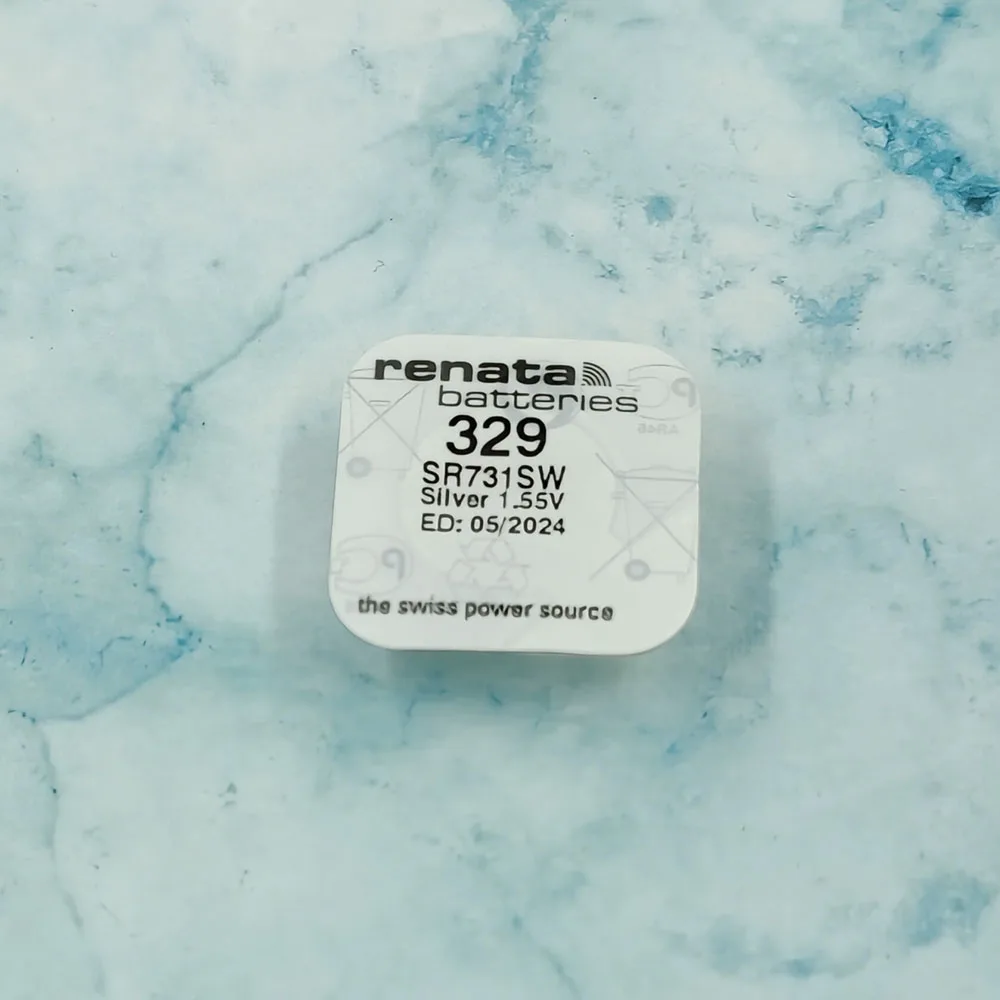 renata
batteries
329
SR731SW
Silver 1.55V
ED: 05/2024
the swiss power source